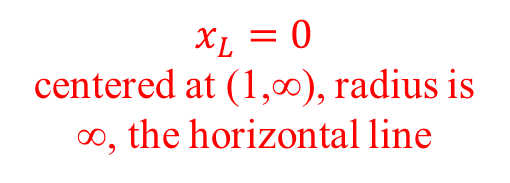 x_L = 0
centered at (1,∞), radius is
∞, the horizontal line